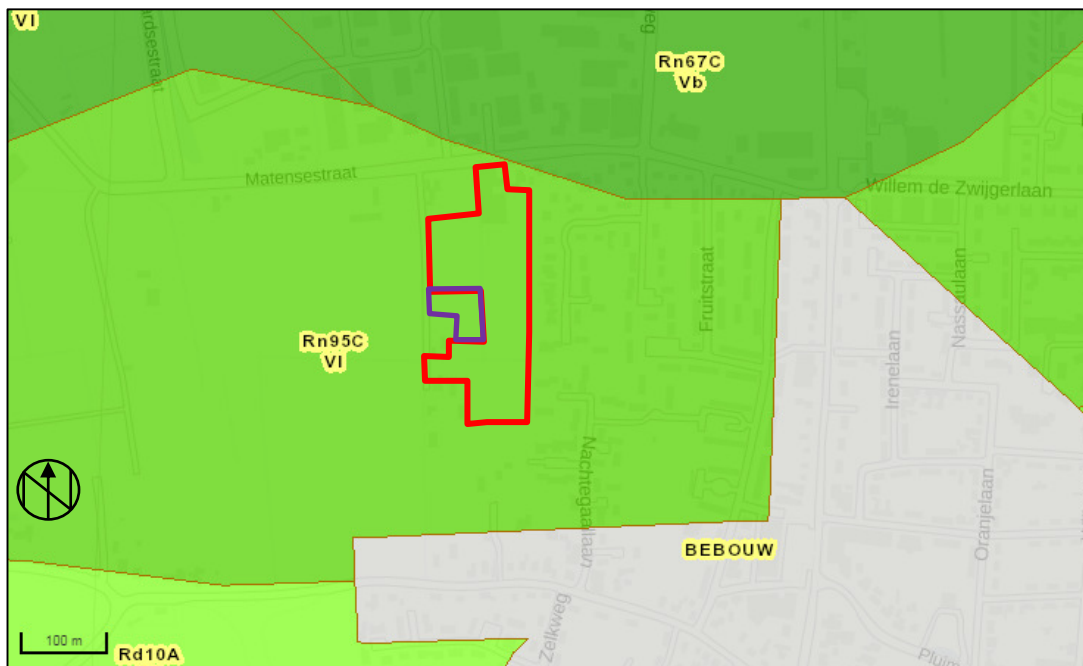 VI
Rn67C
Vb
Matensestraat
Willem de Zwijgerlaan
Nassaulaan
Fruitstraat
Rn95C
VI
Irenelaan
Nachtegaallaan
Oranjelaan
BEBOUW
100 m
Rd10A
Zelkweg